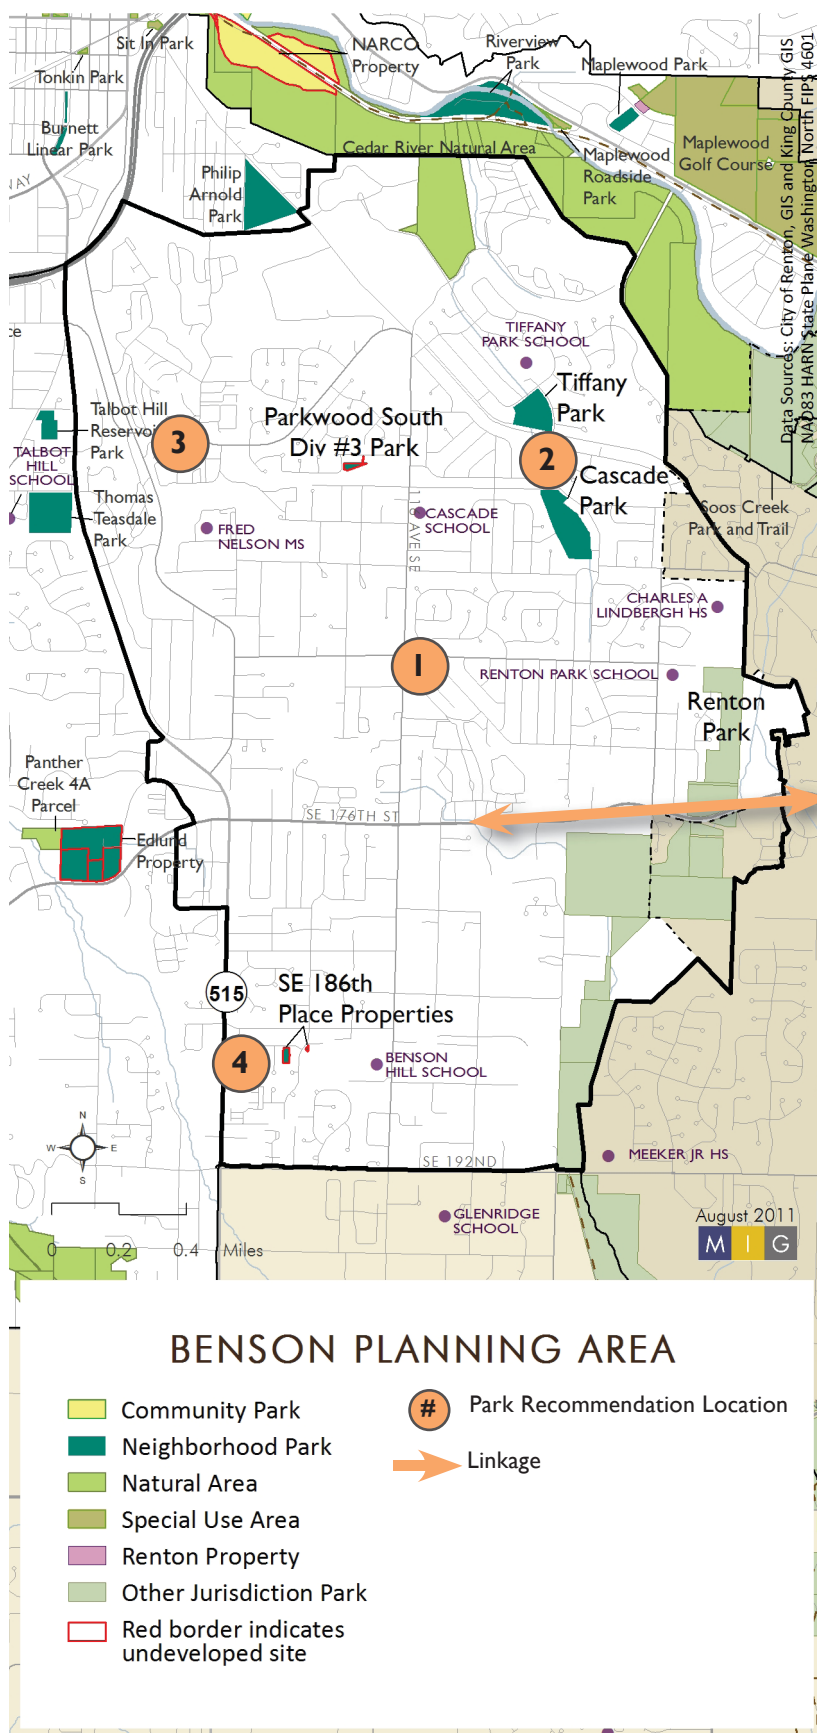 Sit In Park
NARCO
Property
Riverview
Park
Maplewood Park
Tonkin Park
Burnett
Linear Park
WAY
Philip
Arnold
Park
Cedar River Natural Area
Maplewood
Roadside
Park
Maplewood
Golf Course
Data Sources: City of Renton, GIS and King County GIS
NAD83 HARN State Plane Washington North FIPS 4601
ce
TIFFANY
PARK SCHOOL
Tiffany
Park
Talbot Hill
Reservoi
Park
3
Parkwood South
Div #3 Park
2
TALBOT
HILL
SCHOOL
Cascade
Park
Thomas
Teasdale
Park
FRED
NELSON MS
CASCADE
SCHOOL
AVE SE
Soos Creek
Park and Trail
CHARLES A
LINDBERGH HS
1
RENTON PARK SCHOOL
Renton
Park
Panther
Creek 4A
Parcel
SE 176TH ST
Edlund
Property
515
SE 186th
Place Properties
4
BENSON
HILL SCHOOL
N
W
E
S
SE 192ND
MEEKER JR HS
GLENRIDGE
SCHOOL
August 2011
M I G
0 0.2 0.4 Miles
BENSON PLANNING AREA
Community Park
Neighborhood Park
Natural Area
Special Use Area
Renton Property
Other Jurisdiction Park
Red border indicates
undeveloped site
# Park Recommendation Location
Linkage